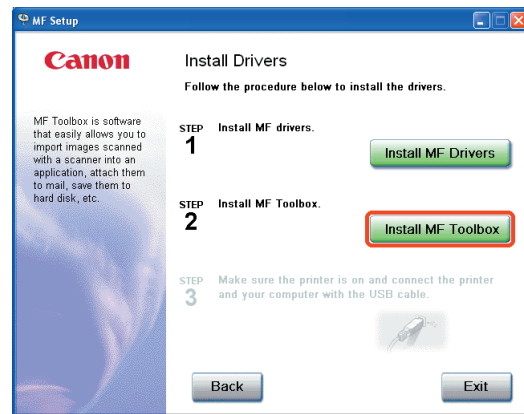 MF Setup
Canon
Install Drivers
Follow the procedure below to install the drivers.
MF Toolbox is software
that easily allows you to
import images scanned
with a scanner into an
application, attach them
to mail, save them to
hard disk, etc.
STEP
1
Install MF drivers.
Install MF Drivers
STEP
2
Install MF Toolbox.
Install MF Toolbox
STEP
3
Make sure the printer is on and connect the printer
and your computer with the USB cable.
Back
Exit